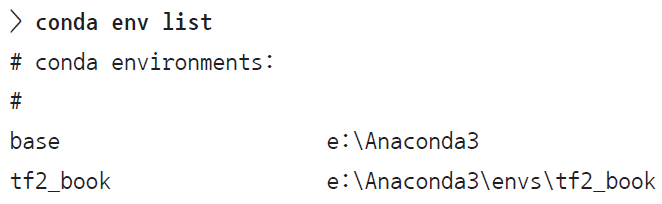 > conda env list
# conda environments:
#
base                     e:\Anaconda3
tf2_book                 e:\Anaconda3\envs\tf2_book